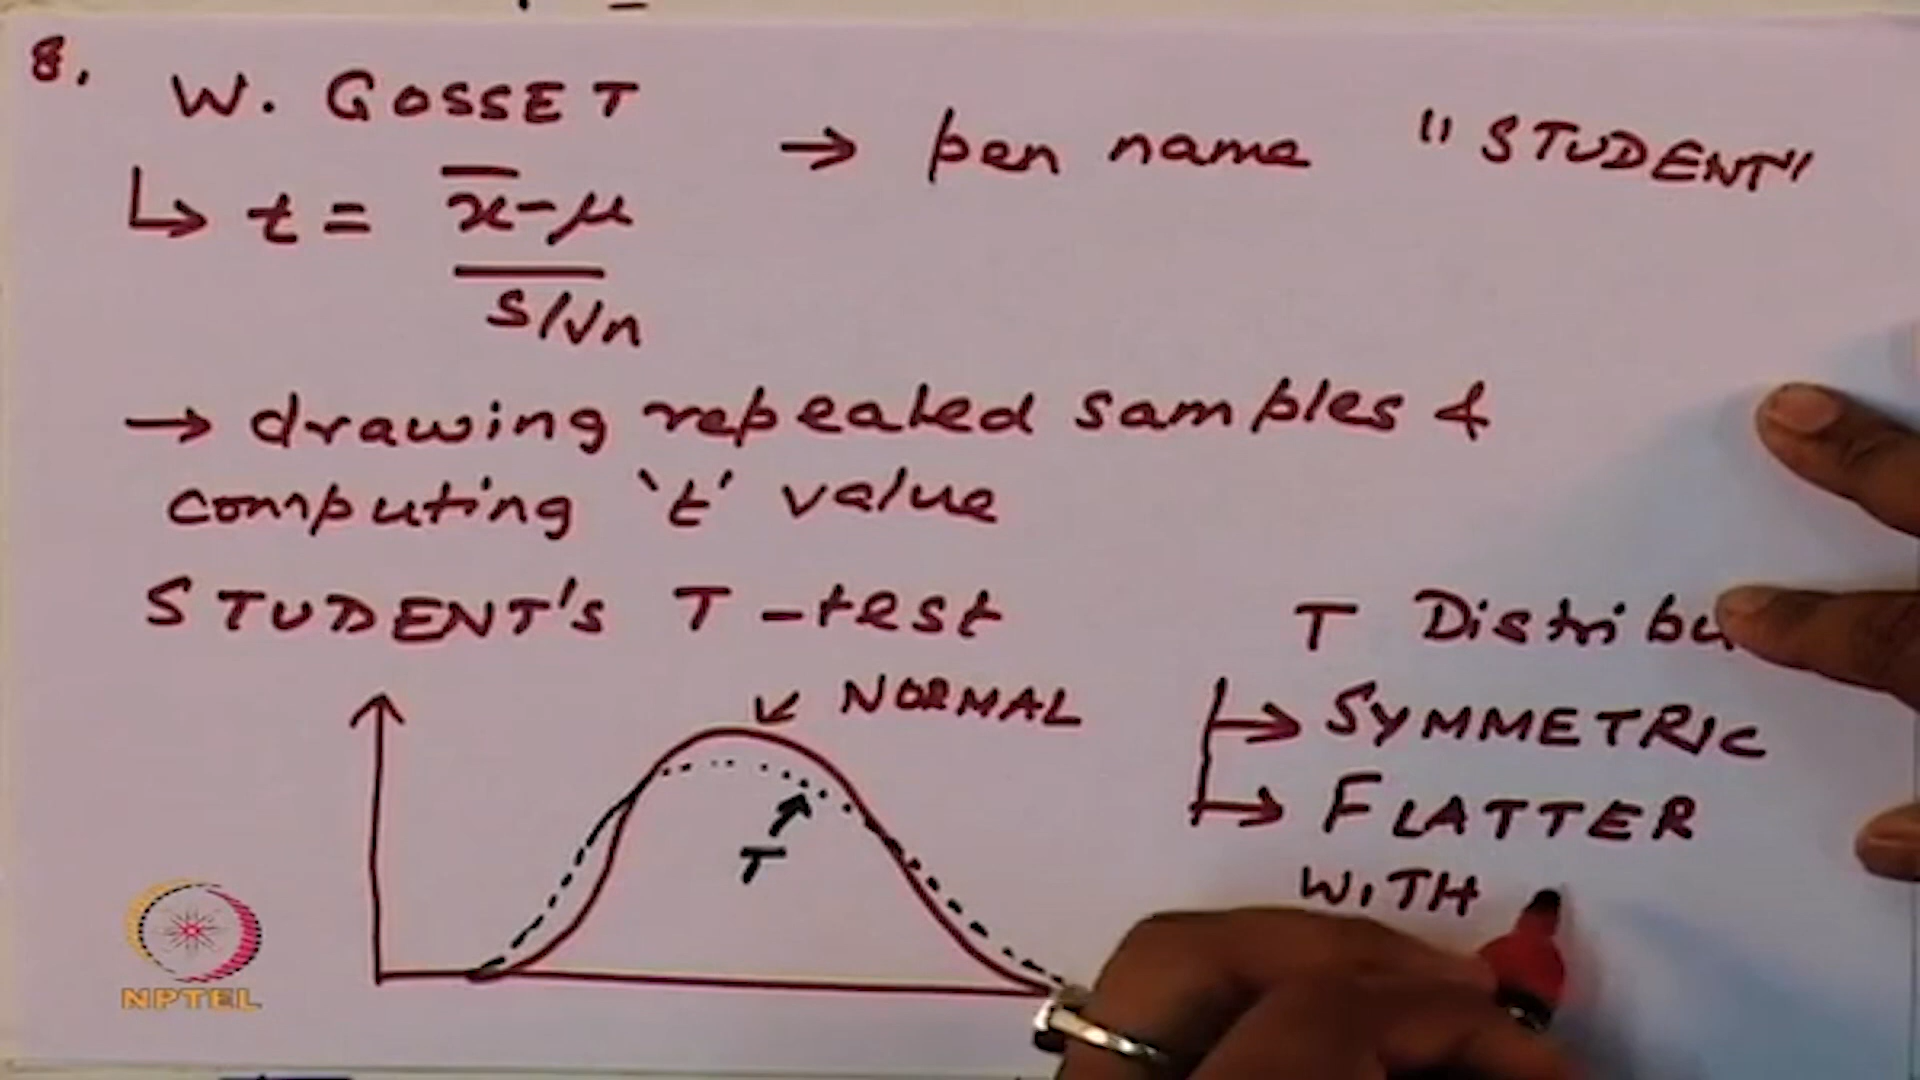 8.
W. GOSSET → pen name "STUDENT"
↳ t = x̄-μ
S/√n
→ drawing repeated samples &
computing 't' value
STUDENT'S T-test
NORMAL
T
T Distribu
→ SYMMETRIC
→ FLATTER
WITH
NPTEL